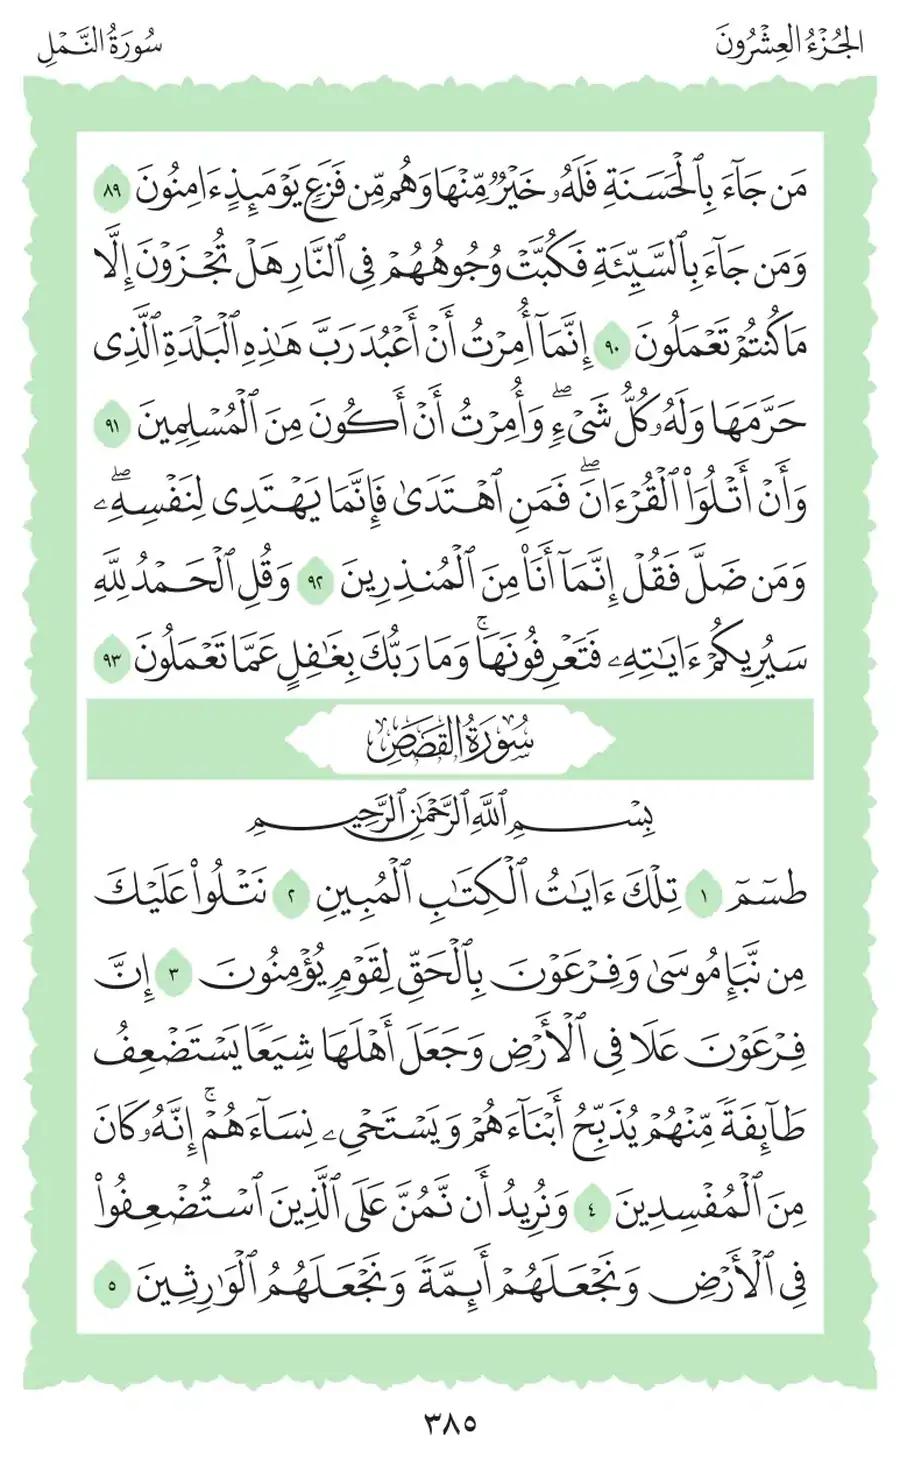 الجُزْءُ العِشْرُونَ
سُورَةُ النَّمْلِ
مَن جَآءَ بِٱلْحَسَنَةِ فَلَهُۥ خَيْرٌ مِّنْهَا وَهُم مِّن فَزَعٍ يَوْمَئِذٍ ءَامِنُونَ ٨٩
وَمَن جَآءَ بِٱلسَّيِّئَةِ فَكُبَّتْ وُجُوهُهُمْ فِى ٱلنَّارِ هَلْ تُجْزَوْنَ إِلَّا
مَا كُنتُمْ تَعْمَلُونَ ٩٠ إِنَّمَآ أُمِرْتُ أَنْ أَعْبُدَ رَبَّ هَٰذِهِ ٱلْبَلْدَةِ ٱلَّذِى
حَرَّمَهَا وَلَهُۥ كُلُّ شَىْءٍۖ وَأُمِرْتُ أَنْ أَكُونَ مِنَ ٱلْمُسْلِمِينَ ٩١
وَأَنْ أَتْلُوَا۟ ٱلْقُرْءَانَۖ فَمَنِ ٱهْتَدَىٰ فَإِنَّمَا يَهْتَدِى لِنَفْسِهِۦۖ
وَمَن ضَلَّ فَقُلْ إِنَّمَآ أَنَا۠ مِنَ ٱلْمُنذِرِينَ ٩٢ وَقُلِ ٱلْحَمْدُ لِلَّهِ
سَيُرِيكُمْ ءَايَٰتِهِۦ فَتَعْرِفُونَهَاۚ وَمَا رَبُّكَ بِغَٰفِلٍ عَمَّا تَعْمَلُونَ ٩٣
سُورَةُ القَصَصِ
بِسْمِ ٱللَّهِ ٱلرَّحْمَٰنِ ٱلرَّحِيمِ
طسٓمٓ ١ تِلْكَ ءَايَٰتُ ٱلْكِتَٰبِ ٱلْمُبِينِ ٢ نَتْلُوا۟ عَلَيْكَ
مِن نَّبَإِ مُوسَىٰ وَفِرْعَوْنَ بِٱلْحَقِّ لِقَوْمٍ يُؤْمِنُونَ ٣ إِنَّ
فِرْعَوْنَ عَلَا فِى ٱلْأَرْضِ وَجَعَلَ أَهْلَهَا شِيَعًا يَسْتَضْعِفُ
طَآئِفَةً مِّنْهُمْ يُذَبِّحُ أَبْنَآءَهُمْ وَيَسْتَحْىِۦ نِسَآءَهُمْۚ إِنَّهُۥ كَانَ
مِنَ ٱلْمُفْسِدِينَ ٤ وَنُرِيدُ أَن نَّمُنَّ عَلَى ٱلَّذِينَ ٱسْتُضْعِفُوا۟
فِى ٱلْأَرْضِ وَنَجْعَلَهُمْ أَئِمَّةً وَنَجْعَلَهُمُ ٱلْوَٰرِثِينَ ٥
٣٨٥